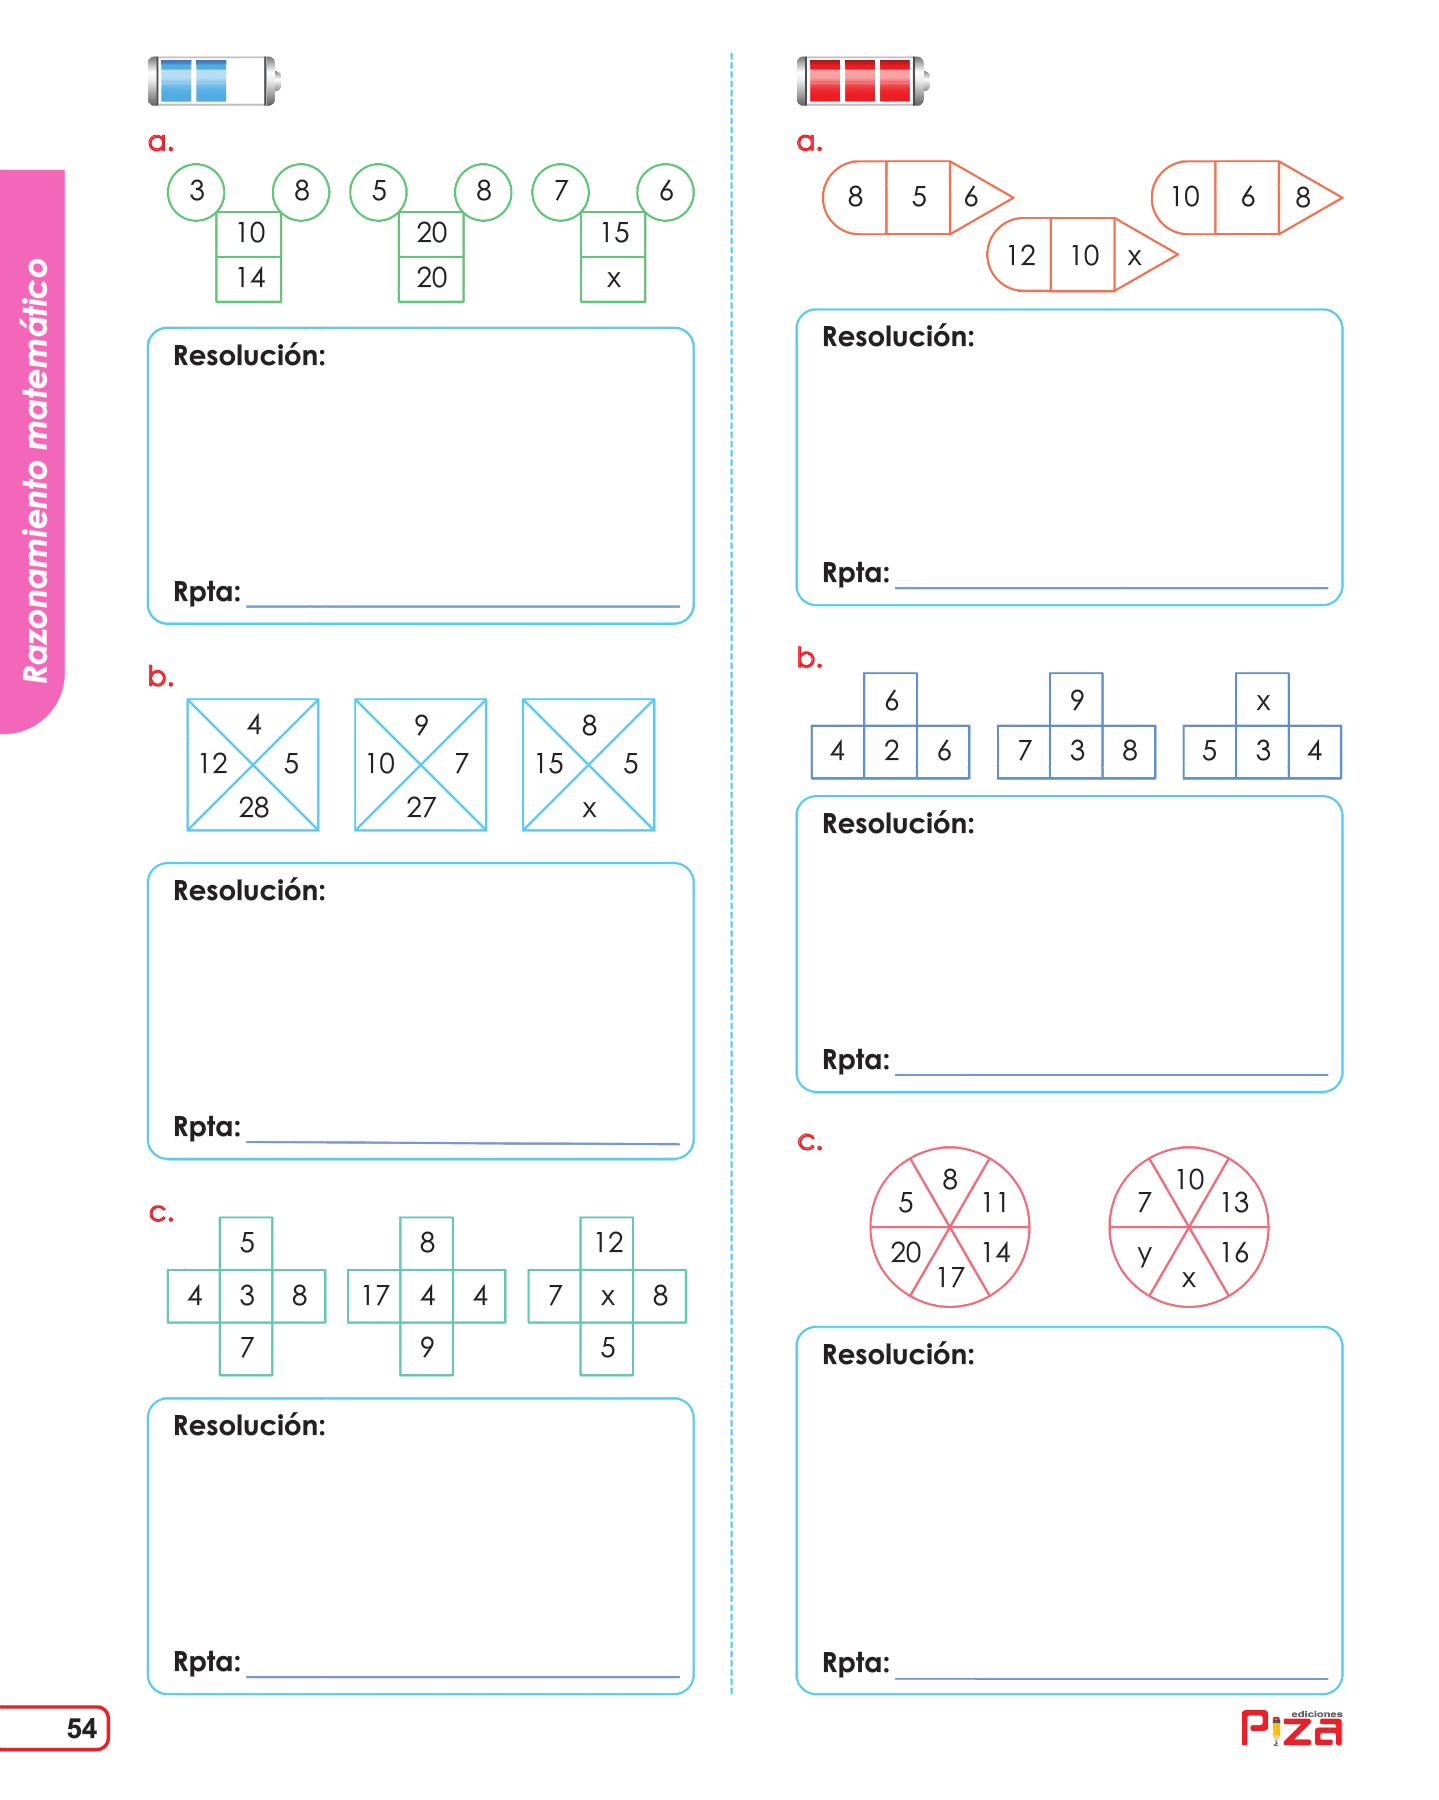 Razonamiento matemático
a.
3 8 5 8 7 6
10 20 15
14 20 x
Resolución:
Rpta:
b.
4 9 8
12 5 10 7 15 5
28 27 x
Resolución:
Rpta:
c.
5 8 12
4 3 8 17 4 4 7 x 8
7 9 5
Resolución:
Rpta:
54
a.
8 5 6 10 6 8
12 10 x
Resolución:
Rpta:
b.
6 9 x
4 2 6 7 3 8 5 3 4
Resolución:
Rpta:
c.
8 10
5 11 7 13
20 14 y 16
17 x
Resolución:
Rpta:
ediciones
Piza